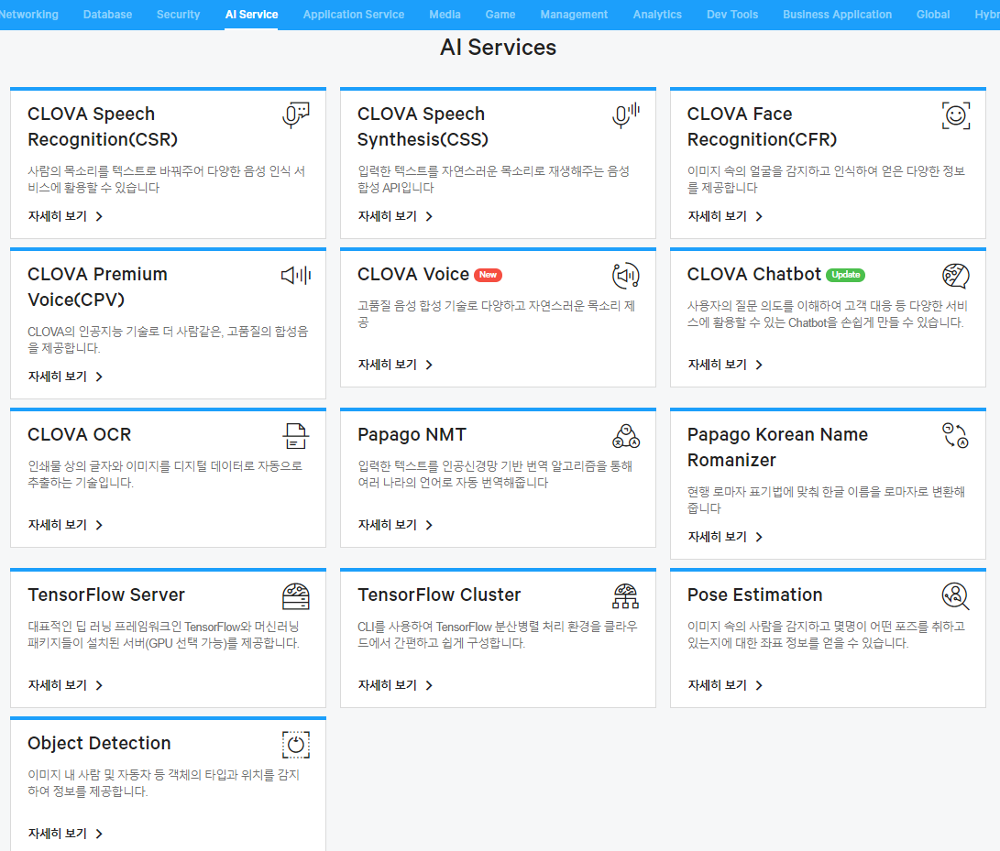 Networking Database Security AI Service Application Service Media Game Management Analytics Dev Tools Business Application Global Hybr
AI Services
CLOVA Speech
Recognition(CSR)
사람의 목소리를 텍스트로 바꿔주어 다양한 음성 인식 서
비스에 활용할 수 있습니다
자세히 보기
CLOVA Speech
Synthesis(CSS)
입력한 텍스트를 자연스러운 목소리로 재생해주는 음성
합성 API입니다
자세히 보기
CLOVA Face
Recognition(CFR)
이미지 속의 얼굴을 감지하고 인식하여 얻은 다양한 정보
를 제공합니다
자세히 보기
CLOVA Premium
Voice(CPV)
CLOVA의 인공지능 기술로 더 사람같은, 고품질의 합성음
을 제공합니다.
자세히 보기
CLOVA Voice New
고품질 음성 합성 기술로 다양하고 자연스러운 목소리 제
공
자세히 보기
CLOVA Chatbot Update
사용자의 질문 의도를 이해하여 고객 대응 등 다양한 서비
스에 활용할 수 있는 Chatbot을 손쉽게 만들 수 있습니다.
자세히 보기
CLOVA OCR
인쇄물 상의 글자와 이미지를 디지털 데이터로 자동으로
추출하는 기술입니다.
자세히 보기
Papago NMT
입력한 텍스트를 인공신경망 기반 번역 알고리즘을 통해
여러 나라의 언어로 자동 번역해줍니다
자세히 보기
Papago Korean Name
Romanizer
현행 로마자 표기법에 맞춰 한글 이름을 로마자로 변환해
줍니다
자세히 보기
TensorFlow Server
대표적인 딥 러닝 프레임워크인 TensorFlow와 머신러닝
패키지들이 설치된 서버(GPU 선택 가능)를 제공합니다.
자세히 보기
TensorFlow Cluster
CLI를 사용하여 TensorFlow 분산병렬 처리 환경을 클라우
드에서 간편하고 쉽게 구성합니다.
자세히 보기
Pose Estimation
이미지 속의 사람을 감지하고 몇명이 어떤 포즈를 취하고
있는지에 대한 좌표 정보를 얻을 수 있습니다.
자세히 보기
Object Detection
이미지 내 사람 및 자동차 등 객체의 타입과 위치를 감지
하여 정보를 제공합니다.
자세히 보기